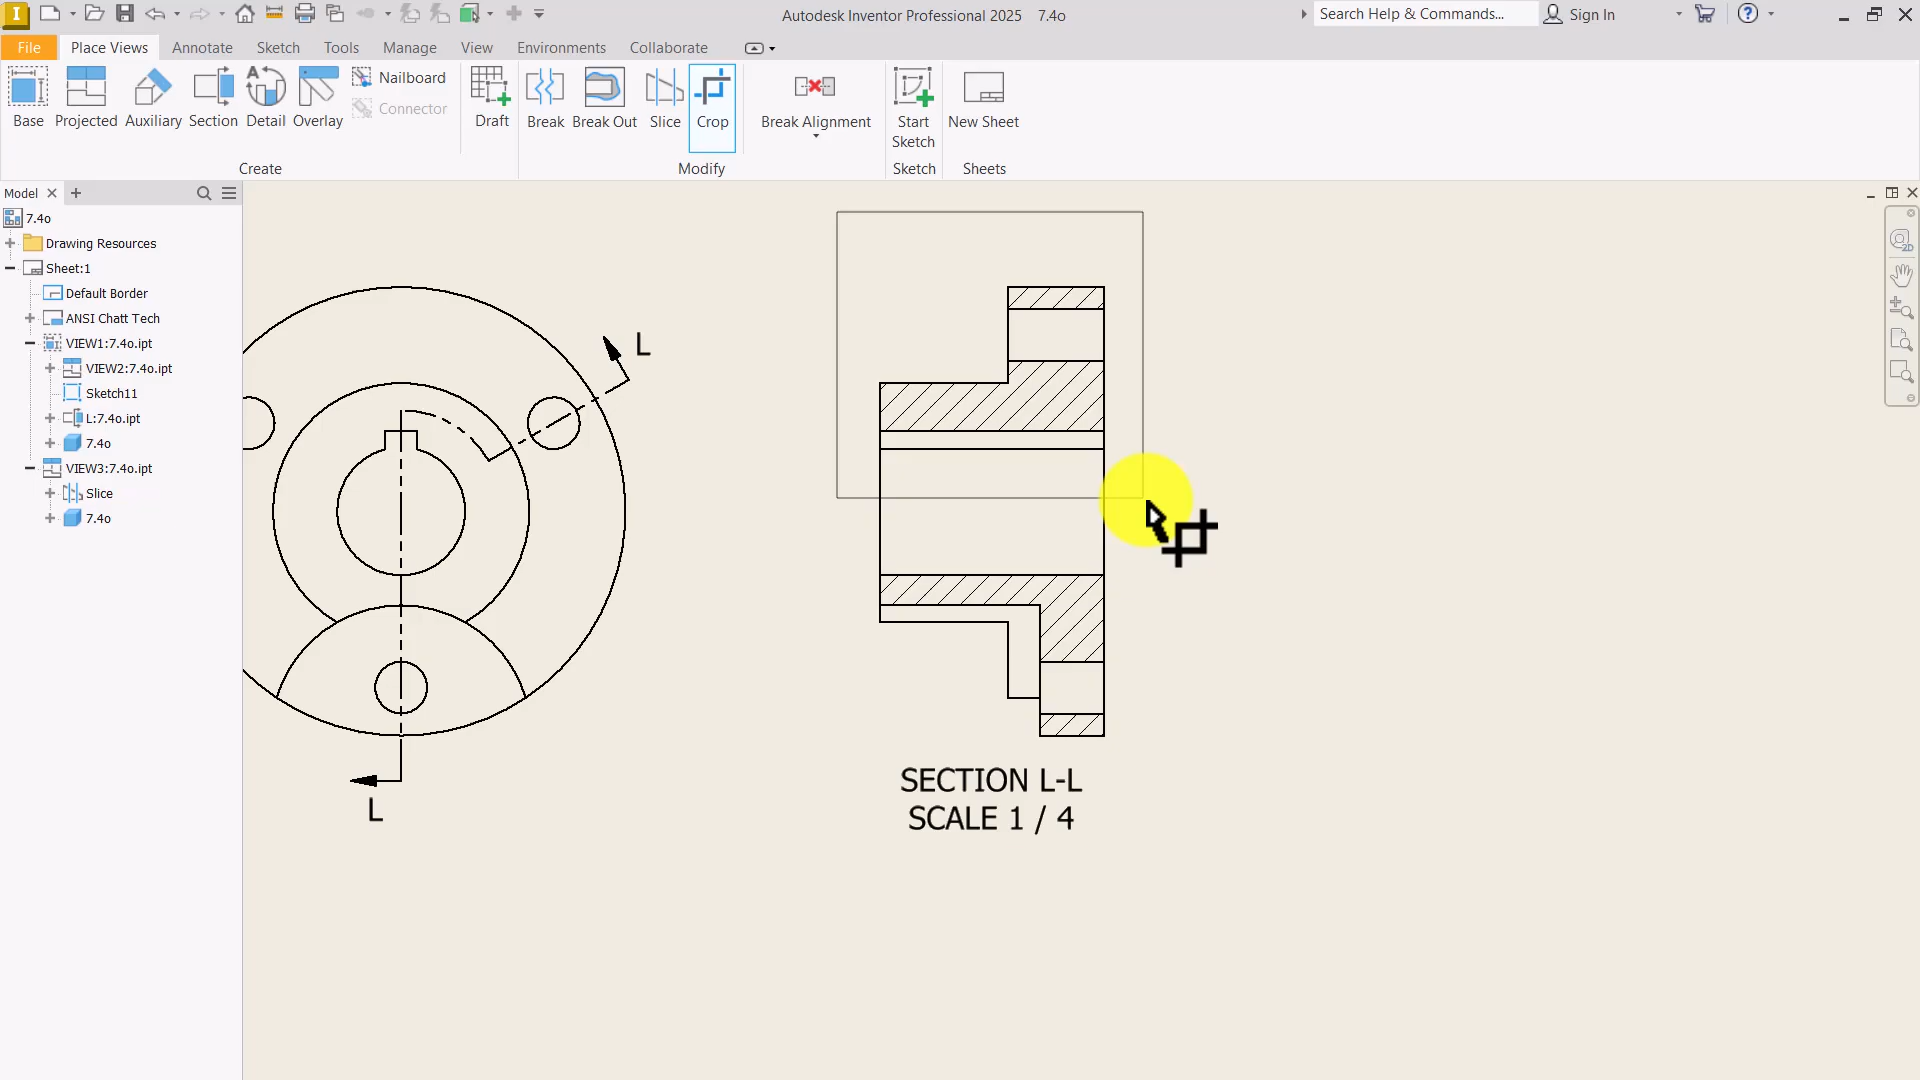 Autodesk Inventor Professional 2025 7.4o
Search Help & Commands...
Sign In
File
Place Views
Annotate
Sketch
Tools
Manage
View
Environments
Collaborate
Base
Projected
Auxiliary
Section
Detail
Overlay
Nailboard
Connector
Draft
Break
Break Out
Slice
Crop
Break Alignment
Start
Sketch
New Sheet
Create
Modify
Sketch
Sheets
Model
7.4o
Drawing Resources
Sheet:1
Default Border
ANSI Chatt Tech
VIEW1:7.4o.ipt
VIEW2:7.4o.ipt
Sketch11
L:7.4o.ipt
7.4o
VIEW3:7.4o.ipt
Slice
7.4o
L
L
SECTION L-L
SCALE 1 / 4
2D